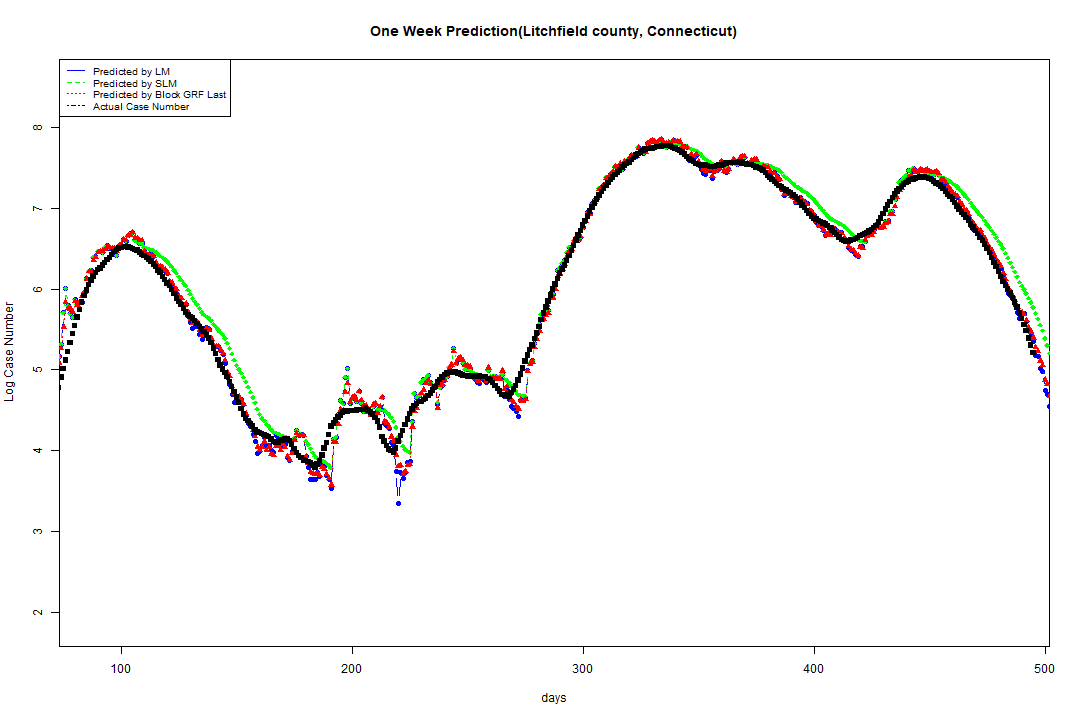 One Week Prediction(Litchfield county, Connecticut)
Predicted by LM
Predicted by SLM
Predicted by Block GRF Last
Actual Case Number
Log Case Number
8
7
6
5
4
3
2
100 200 300 400 500
days